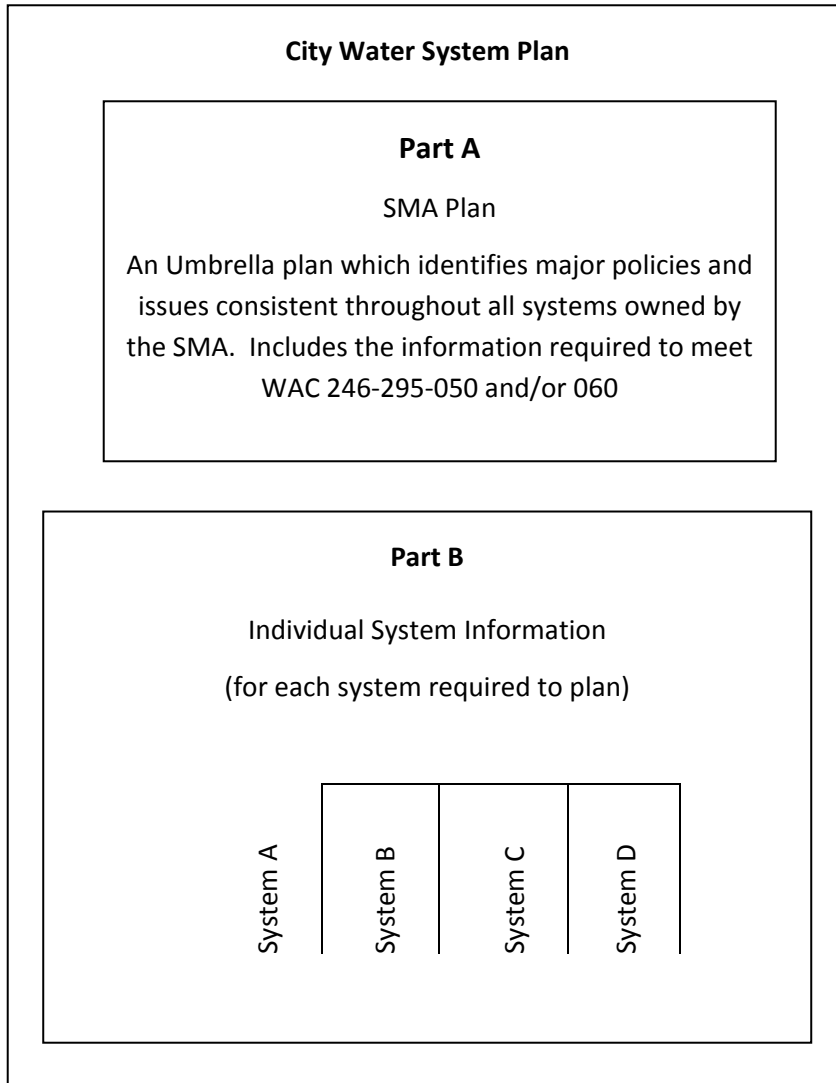 City Water System Plan
Part A
SMA Plan
An Umbrella plan which identifies major policies and
issues consistent throughout all systems owned by
the SMA.  Includes the information required to meet
WAC 246-295-050 and/or 060
Part B
Individual System Information
(for each system required to plan)
System A
System B
System C
System D